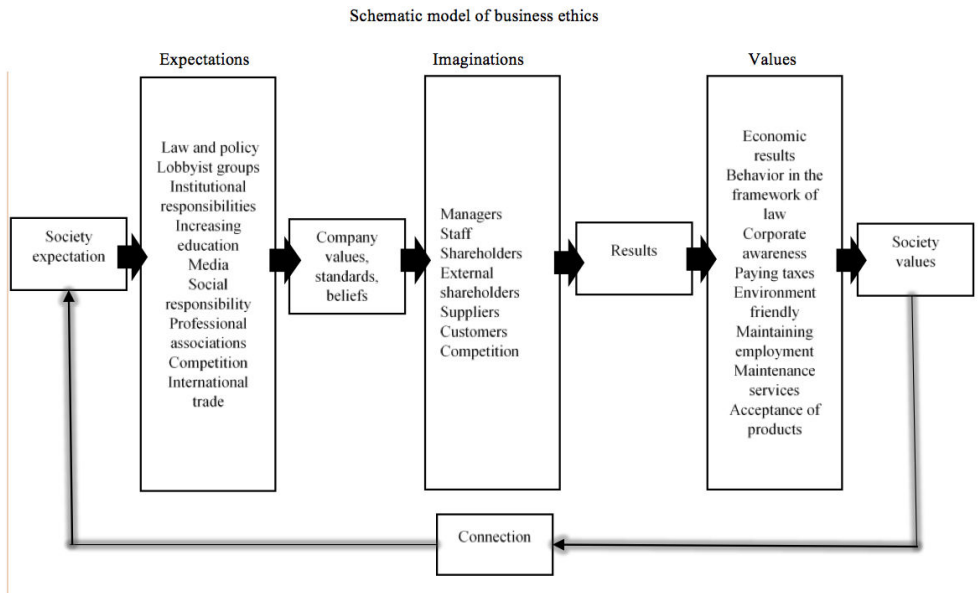 Schematic model of business ethics
Expectations
Imaginations
Values
Society
expectation
Law and policy
Lobbyist groups
Institutional
responsibilities
Increasing
education
Media
Social
responsibility
Professional
associations
Competition
International
trade
Company
values,
standards,
beliefs
Managers
Staff
Shareholders
External
shareholders
Suppliers
Customers
Competition
Results
Economic
results
Behavior in the
framework of
law
Corporate
awareness
Paying taxes
Environment
friendly
Maintaining
employment
Maintenance
services
Acceptance of
products
Society
values
Connection